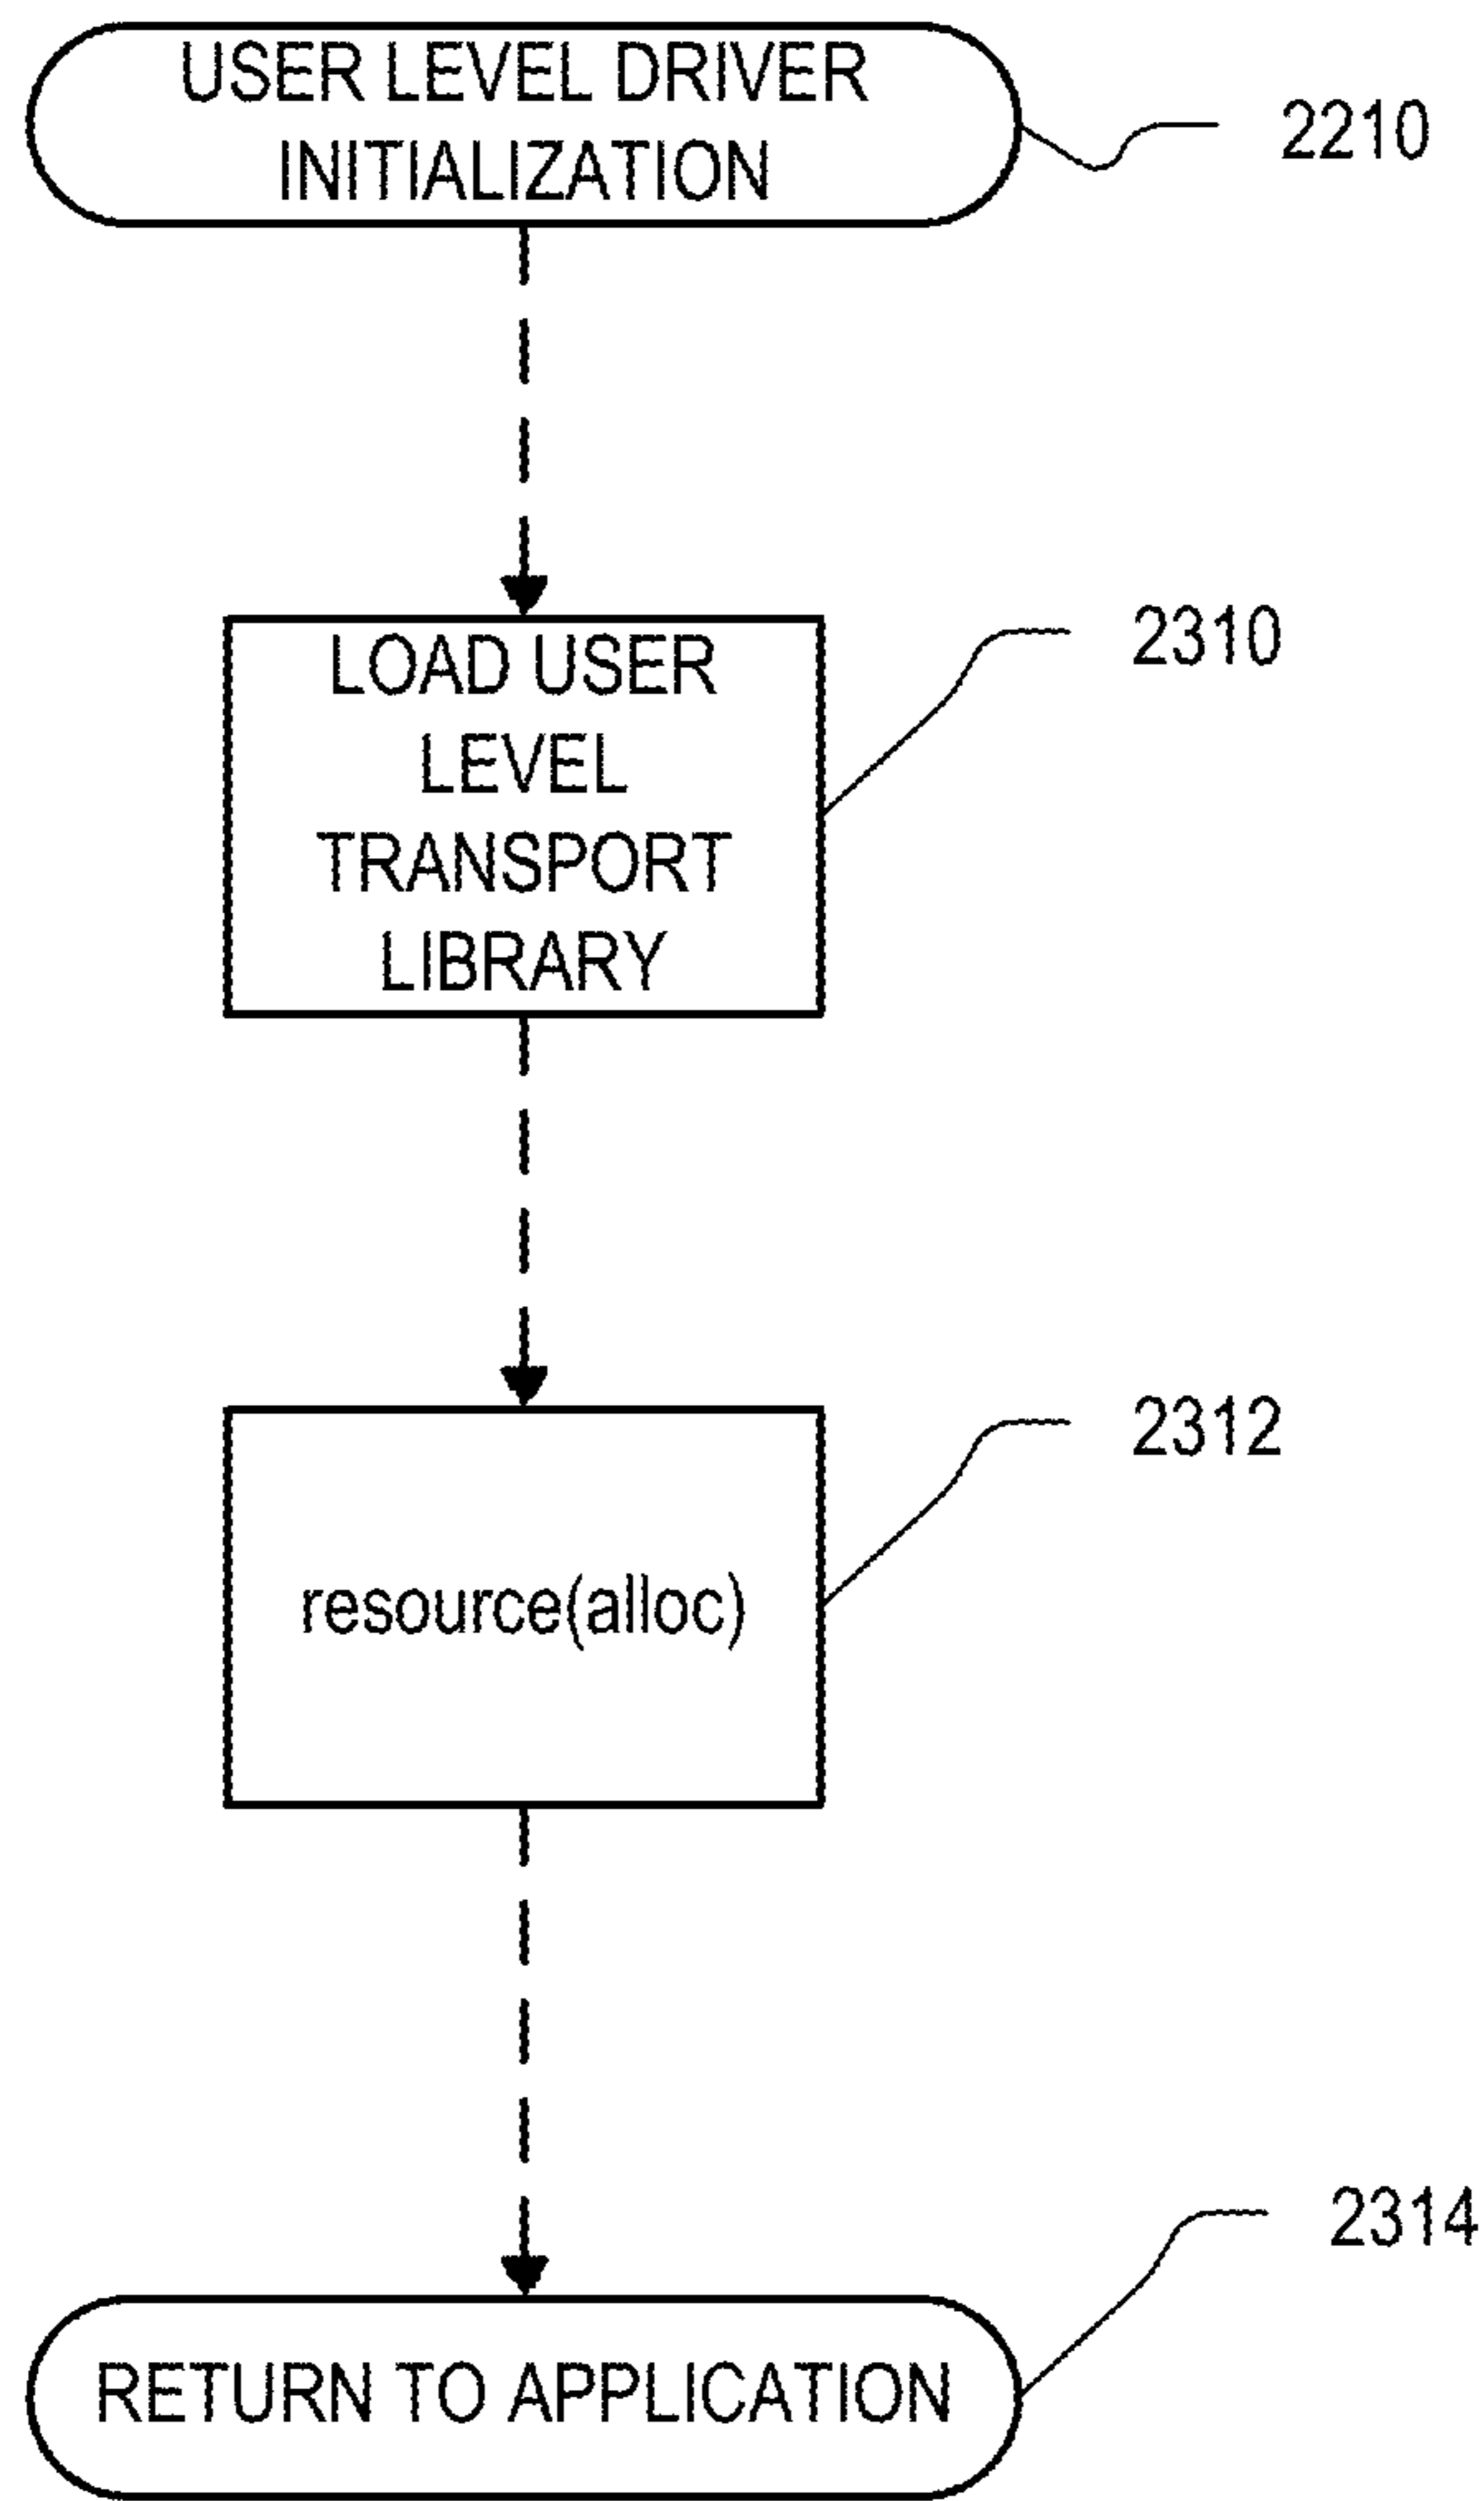 USER LEVEL DRIVER
INITIALIZATION
2210
LOAD USER
LEVEL
TRANSPORT
LIBRARY
2310
resource(alloc)
2312
RETURN TO APPLICATION
2314